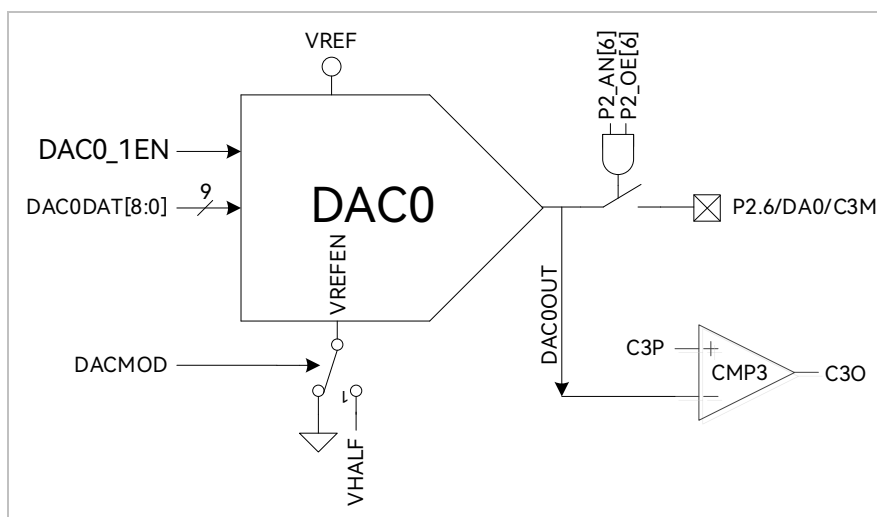 VREF
P2_AN[6]
P2_OE[6]
DAC0_1EN
9
DAC0DAT[8:0]
DAC0
P2.6/DA0/C3M
VREFEN
DAC0OUT
C3P
+
DACMOD
CMP3
C3O
1
VHALF